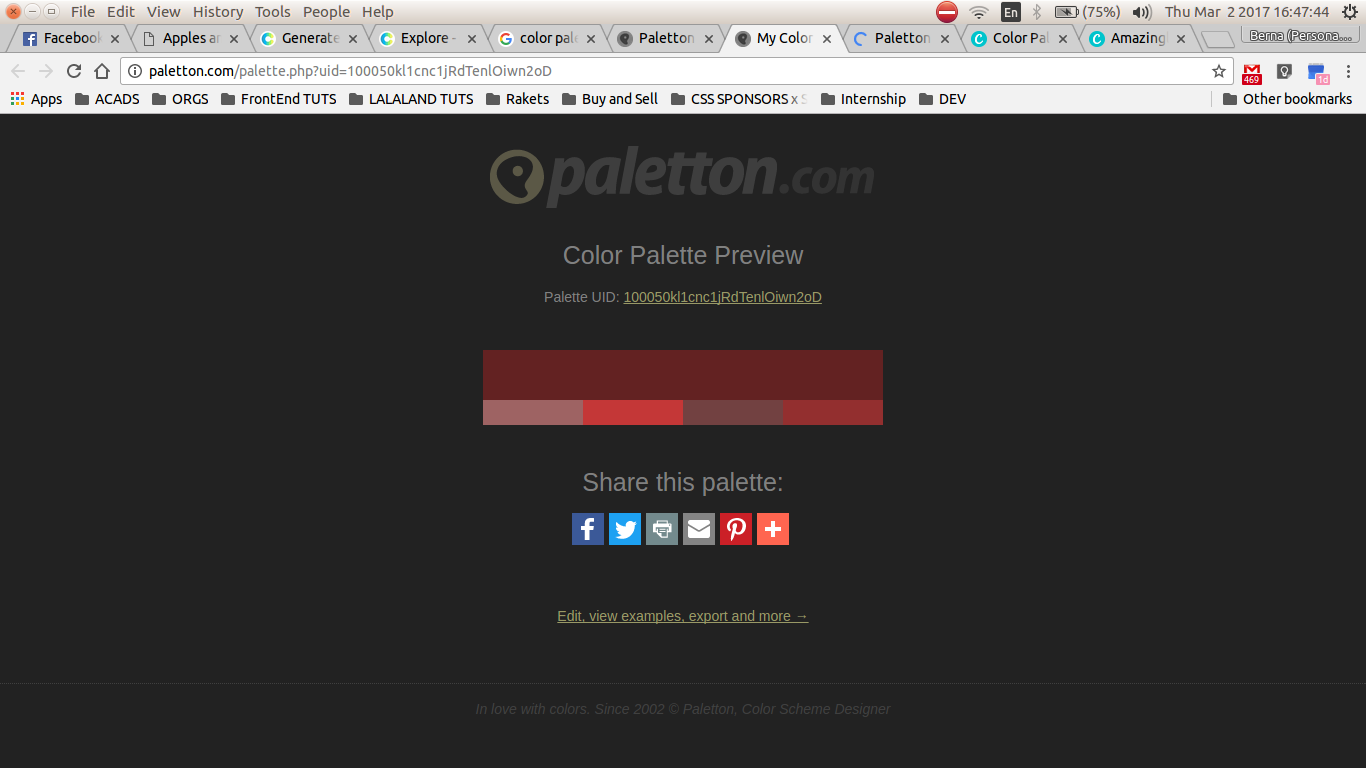 File Edit View History Tools People Help En (75%) Thu Mar 2 2017 16:47:44
Facebook Apples a Generate Explore - color pale Paletton My Color Paletton Color Pal Amazing Berna (Persona...
paletton.com/palette.php?uid=100050kl1cnc1jRdTenlOiwn2oD 469 1d
Apps ACADS ORGS FrontEnd TUTS LALALAND TUTS Rakets Buy and Sell CSS SPONSORS x S Internship DEV Other bookmarks
paletton.com
Color Palette Preview
Palette UID: 100050kl1cnc1jRdTenlOiwn2oD
Share this palette:
Edit, view examples, export and more →
In love with colors. Since 2002 © Paletton, Color Scheme Designer